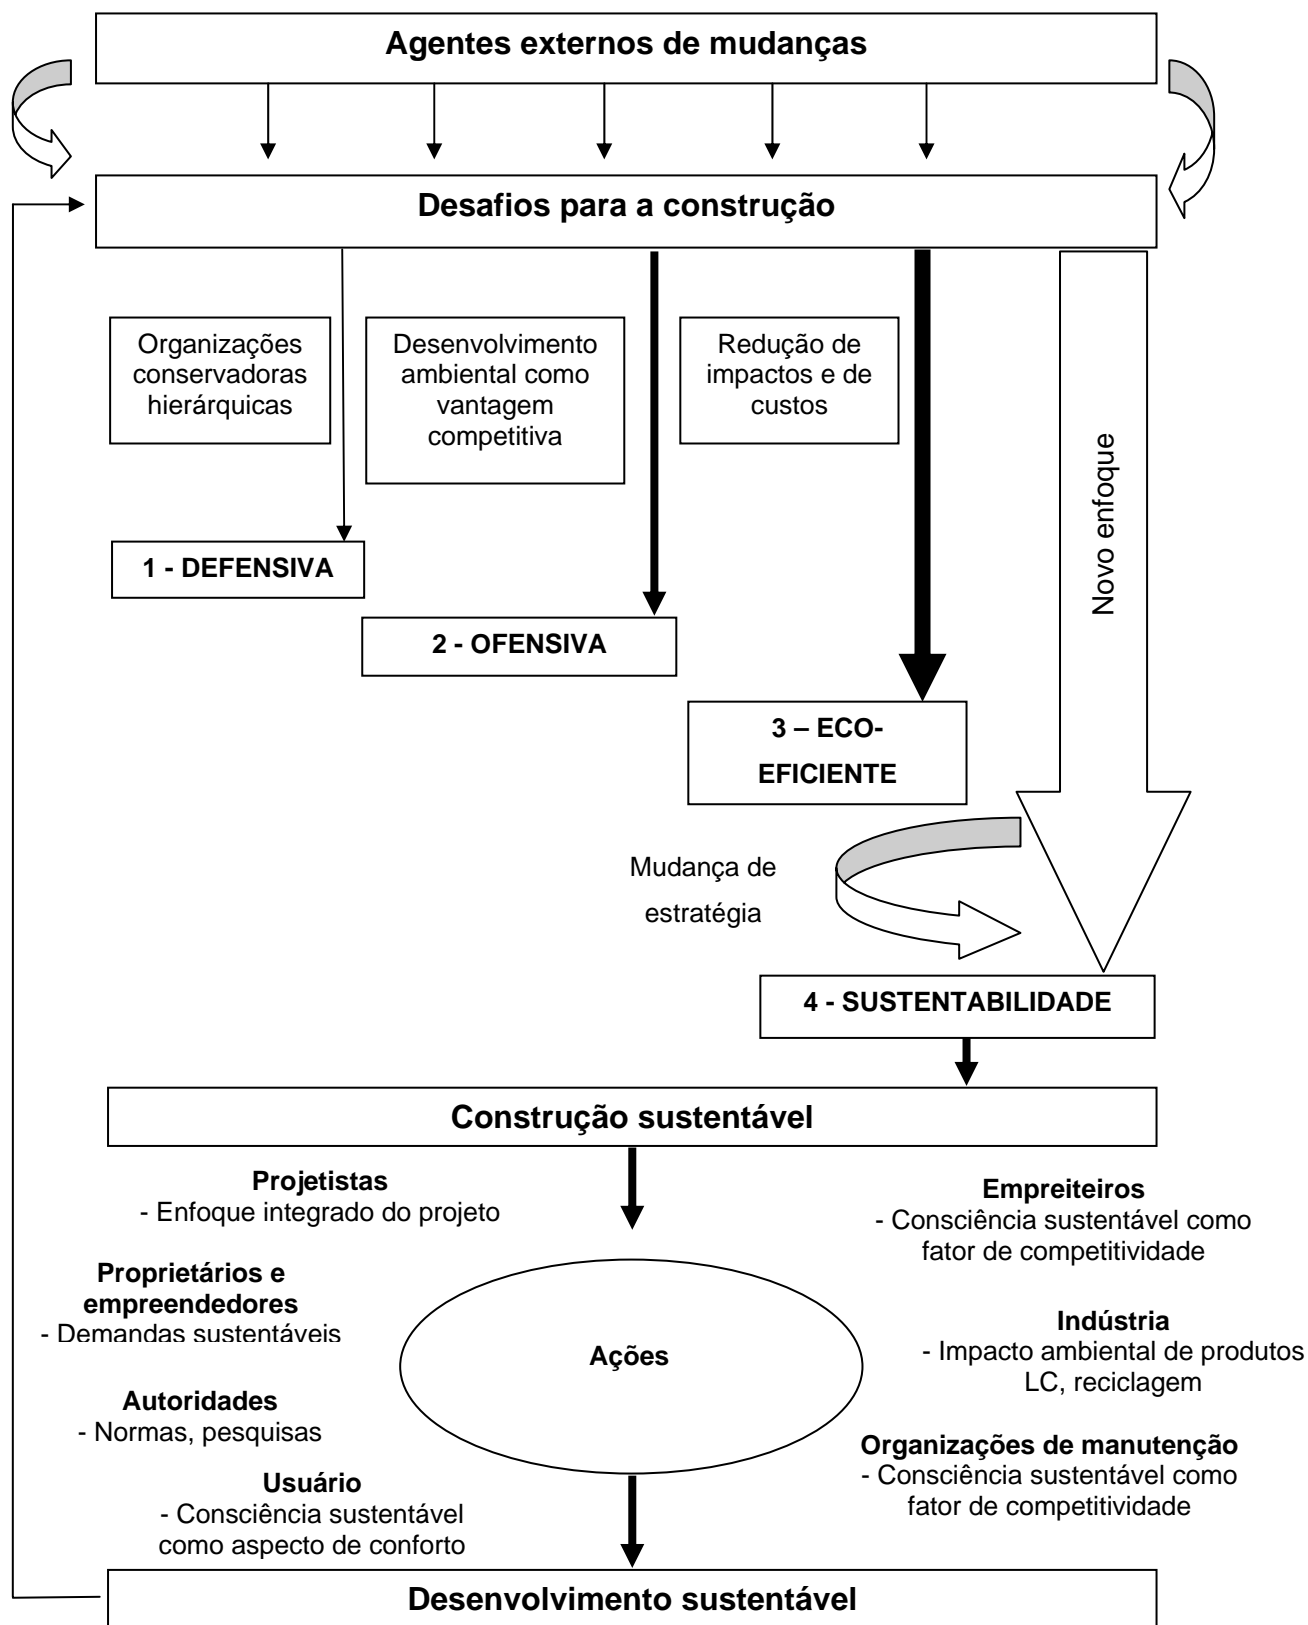 Agentes externos de mudanças
Desafios para a construção
Organizações
conservadoras
hierárquicas
Desenvolvimento
ambiental como
vantagem
competitiva
Redução de
impactos e de
custos
Novo enfoque
1 - DEFENSIVA
2 - OFENSIVA
3 – ECO-
EFICIENTE
Mudança de
estratégia
4 - SUSTENTABILIDADE
Construção sustentável
Projetistas
- Enfoque integrado do projeto
Proprietários e
empreendedores
- Demandas sustentáveis
Autoridades
- Normas, pesquisas
Usuário
- Consciência sustentável
como aspecto de conforto
Ações
Empreiteiros
- Consciência sustentável como
fator de competitividade
Indústria
- Impacto ambiental de produtos
LC, reciclagem
Organizações de manutenção
- Consciência sustentável como
fator de competitividade
Desenvolvimento sustentável